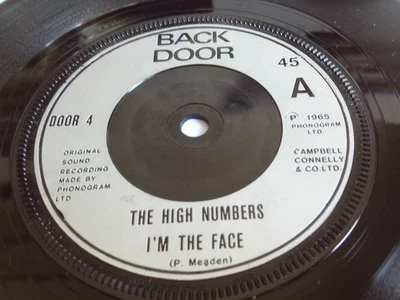 BACK
DOOR
45
A
DOOR 4
P 1965
PHONOGRAM
LTD.
ORIGINAL
SOUND
RECORDING
MADE BY
PHONOGRAM
LTD
CAMPBELL
CONNELLY
& CO.LTD.
THE HIGH NUMBERS
I'M THE FACE
(P. Meaden)